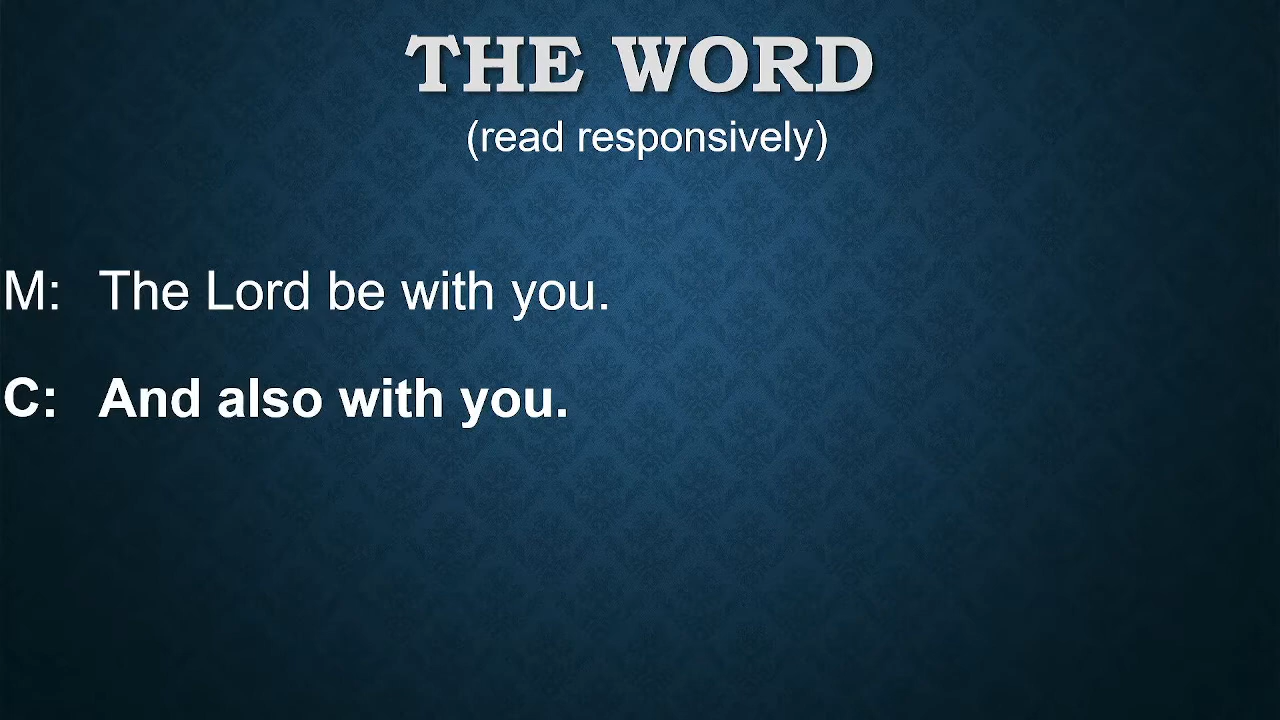 THE WORD
(read responsively)
M: The Lord be with you.
C: And also with you.